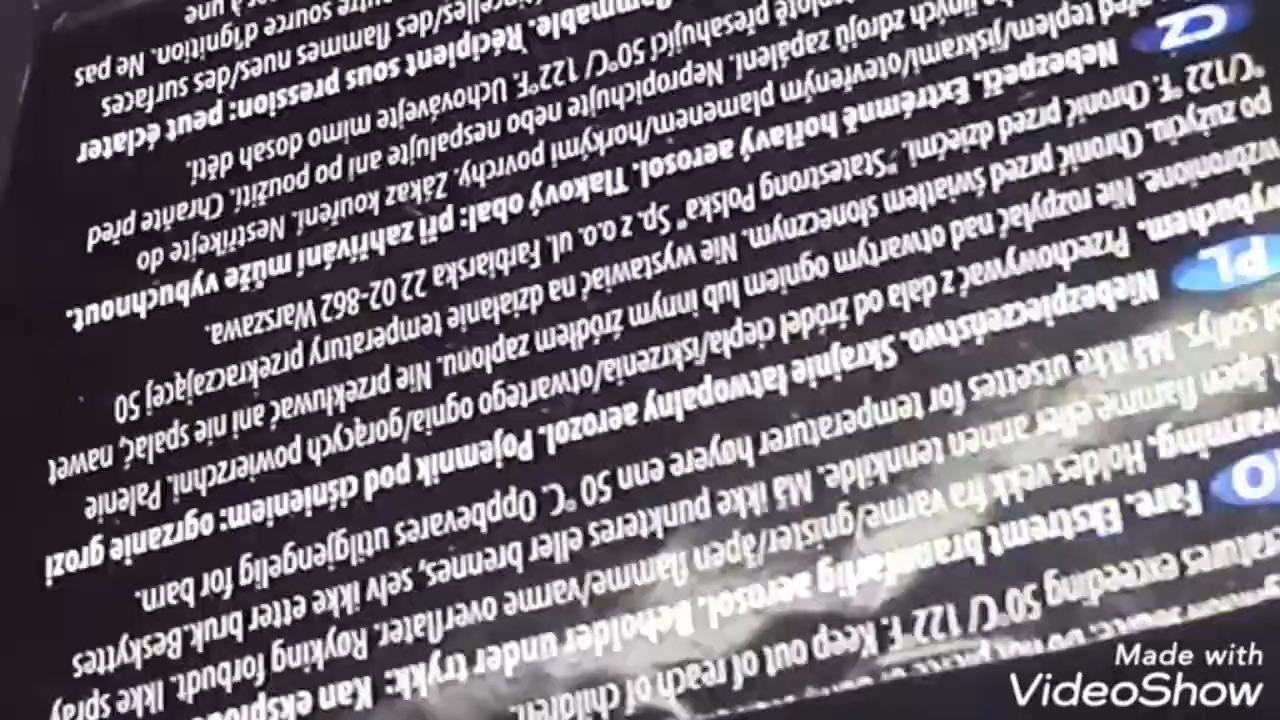 50 °C/ 122 °F. Keep out of reach of children.
NO Fare. Ekstremt brannfarlig aerosol. Beholder under trykk: Kan
Holdes vekk fra varme/gnister/åpen flamme/varme overflater. Røyking forbudt. Ikke spray
åpen flamme eller annen tennkilde. Må ikke punkteres eller brennes, selv ikke etter bruk.Beskyttes
sollys. Må ikke utsettes for temperaturer høyere enn 50 °C. Oppbevares utilgjengelig for barn.
PL Niebezpieczeństwo. Skrajnie łatwopalny aerozol. Pojemnik pod ciśnieniem: ogrzanie grozi
wybuchem. Przechowywać z dala od źródeł ciepła/iskrzenia/otwartego ognia/gorących powierzchni. Palenie
wzbronione. Nie rozpylać nad otwartym ogniem lub innym źródłem zapłonu. Nie przekłuwać ani nie spalać, nawet
po zużyciu. Chronić przed światłem słonecznym. Nie wystawiać na działanie temperatury przekraczającej 50
°C/122 °F. Chronić przed dziećmi. "Statestrong Polska" Sp. z o.o. ul. Farbiarska 22 02-862 Warszawa.
CZ Nebezpečí. Extrémně hořlavý aerosol. Tlakový obal: při zahřívání může vybuchnout.
před teplem/jiskrami/otevřeným plamenem/horkými povrchy. Zákaz kouření. Nestříkejte do
jiných zdrojů zapálení. Nepropichujte nebo nespalujte ani po použití. Chraňte před
teplotě přesahující 50°C/ 122°F. Uchovávejte mimo dosah dětí.
Récipient sous pression: peut éclater
flammes nues/des surfaces
autre source d'ignition. Ne pas
à une
Made with
VideoShow